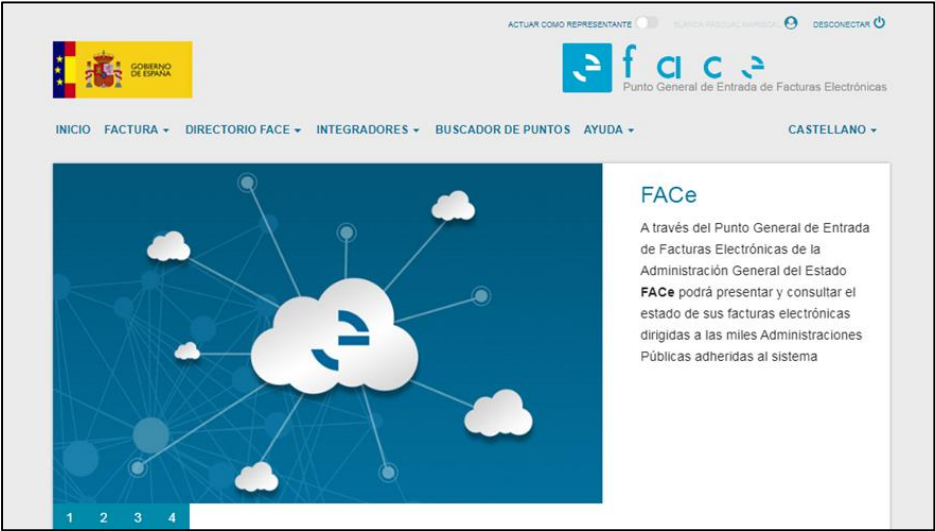 ACTUAR COMO REPRESENTANTE DESCONECTAR
GOBIERNO
DE ESPAÑA
face
Punto General de Entrada de Facturas Electrónicas
INICIO FACTURA DIRECTORIO FACE INTEGRADORES BUSCADOR DE PUNTOS AYUDA CASTELLANO
FACe
A través del Punto General de Entrada
de Facturas Electrónicas de la
Administración General del Estado
FACe podrá presentar y consultar el
estado de sus facturas electrónicas
dirigidas a las miles Administraciones
Públicas adheridas al sistema
1 2 3 4